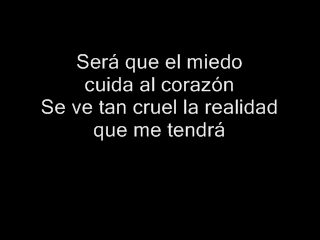 Será que el miedo
cuida al corazón
Se ve tan cruel la realidad
que me tendrá